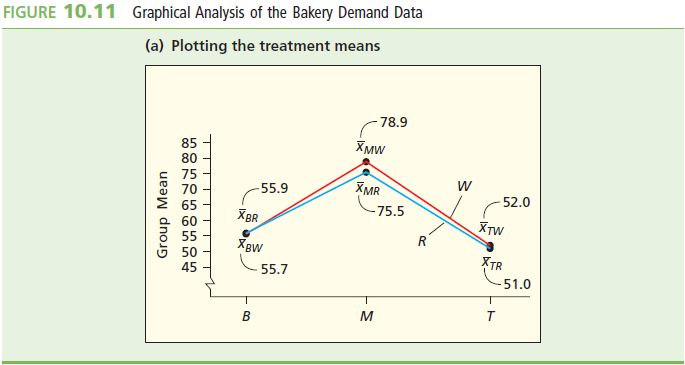 FIGURE 10.11 Graphical Analysis of the Bakery Demand Data
(a) Plotting the treatment means
Group Mean
85
80
75
70
65
60
55
50
45
55.9
x̄BR
x̄BW
55.7
78.9
x̄MW
x̄MR
75.5
W
R
52.0
x̄TW
x̄TR
51.0
B M T